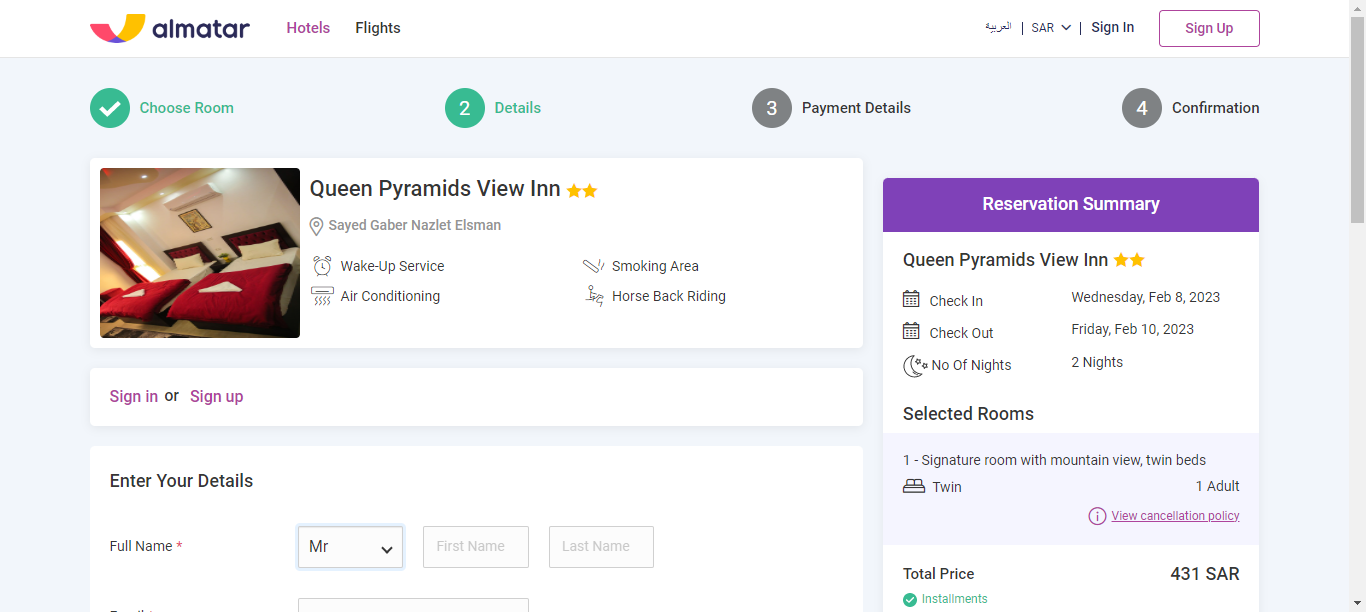 almatar
Hotels
Flights
العربية | SAR | Sign In
Sign Up
Choose Room
2 Details
3 Payment Details
4 Confirmation
Queen Pyramids View Inn
Sayed Gaber Nazlet Elsman
Wake-Up Service
Smoking Area
Air Conditioning
Horse Back Riding
Sign in or Sign up
Enter Your Details
Full Name *
Mr
First Name
Last Name
Reservation Summary
Queen Pyramids View Inn
Check In
Wednesday, Feb 8, 2023
Check Out
Friday, Feb 10, 2023
No Of Nights
2 Nights
Selected Rooms
1 - Signature room with mountain view, twin beds
Twin
1 Adult
View cancellation policy
Total Price
431 SAR
Installments